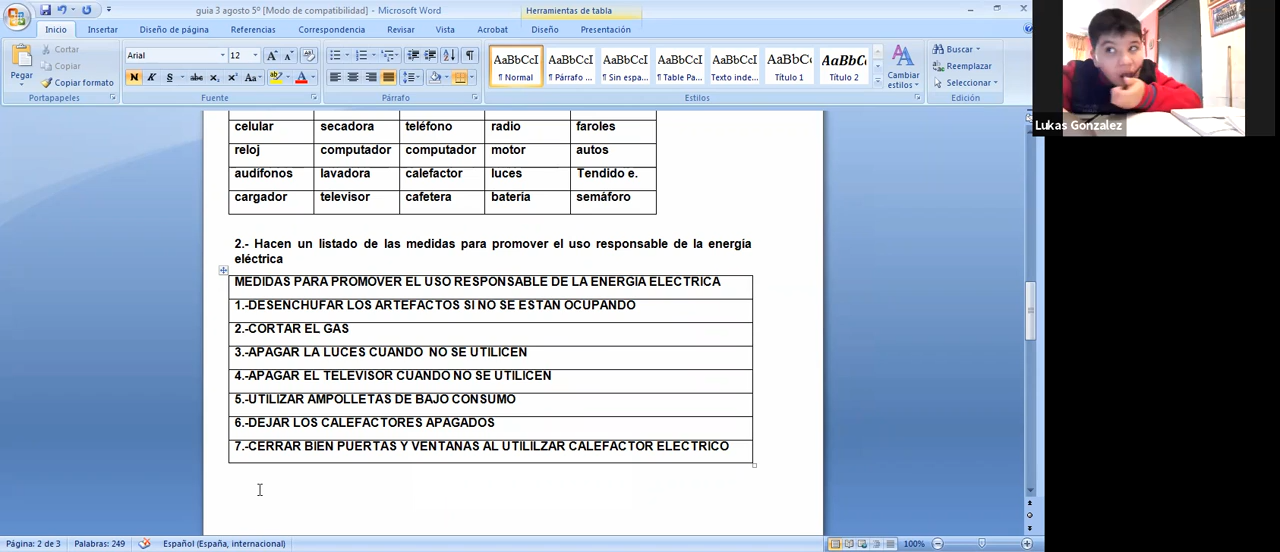 guia 3 agosto 5º [Modo de compatibilidad] - Microsoft Word
Herramientas de tabla
Inicio Insertar Diseño de página Referencias Correspondencia Revisar Vista Acrobat Diseño Presentación
Pegar
Cortar
Copiar
Copiar formato
Portapapeles
Arial 12
Fuente
Párrafo
AaBbCcI AaBbCcI AaBbCcI AaBbCcI AaBbCcI AaBbCc AaBbC
¶ Normal ¶ Párrafo ... ¶ Sin espa... ¶ Table Pa... Texto inde... Título 1 Título 2
Cambiar estilos
Estilos
Buscar
Reemplazar
Seleccionar
Edición
Lukas Gonzalez
celular secadora teléfono radio faroles
reloj computador computador motor autos
audífonos lavadora calefactor luces Tendido e.
cargador televisor cafetera batería semáforo
2.- Hacen un listado de las medidas para promover el uso responsable de la energía
eléctrica
MEDIDAS PARA PROMOVER EL USO RESPONSABLE DE LA ENERGIA ELECTRICA
1.-DESENCHUFAR LOS ARTEFACTOS SI NO SE ESTAN OCUPANDO
2.-CORTAR EL GAS
3.-APAGAR LA LUCES CUANDO NO SE UTILICEN
4.-APAGAR EL TELEVISOR CUANDO NO SE UTILICEN
5.-UTILIZAR AMPOLLETAS DE BAJO CONSUMO
6.-DEJAR LOS CALEFACTORES APAGADOS
7.-CERRAR BIEN PUERTAS Y VENTANAS AL UTILILZAR CALEFACTOR ELECTRICO
Página: 2 de 3 Palabras: 249 Español (España, internacional) 100%